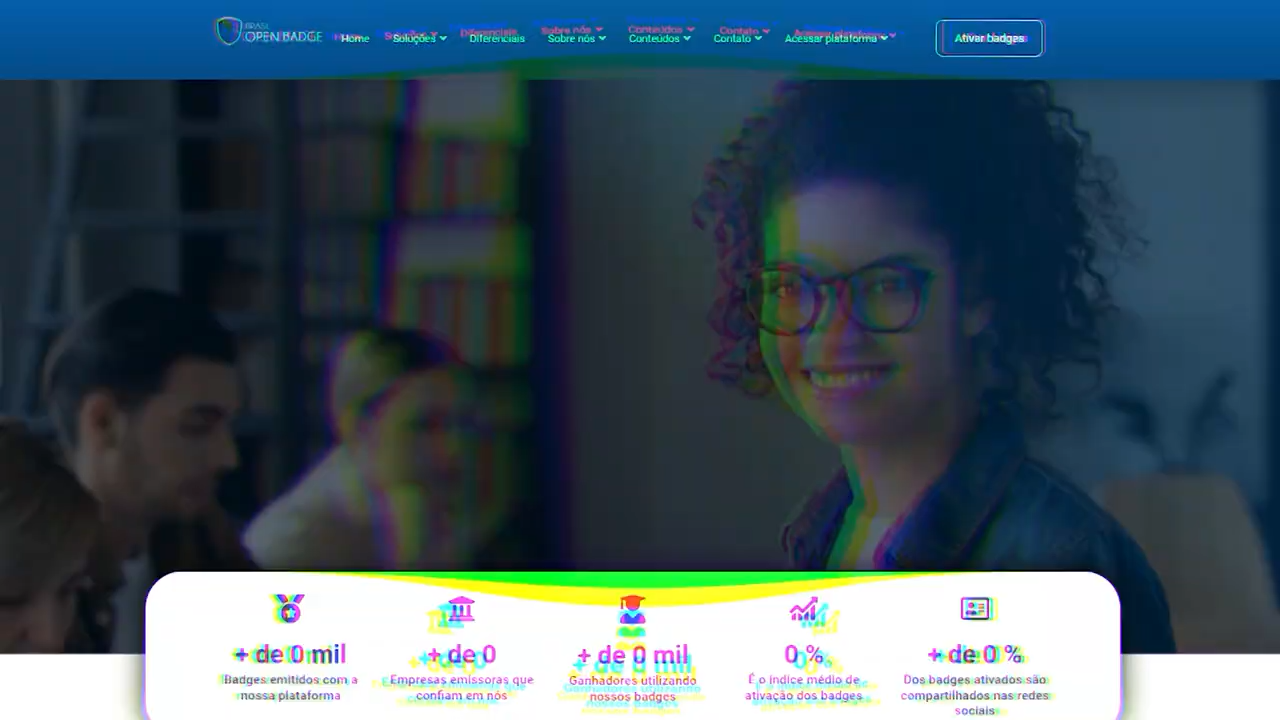 BRASIL
OPEN BADGE
Home
Soluções
Diferenciais
Sobre nós
Conteúdos
Contato
Acessar plataforma
Ativar badges
+ de 0 mil
Badges emitidos com a
nossa plataforma
+ de 0
Empresas emissoras que
confiam em nós
+ de 0 mil
Ganhadores utilizando
nossos badges
0 %
É o índice médio de
ativação dos badges
+ de 0 %
Dos badges ativados são
compartilhados nas redes
sociais